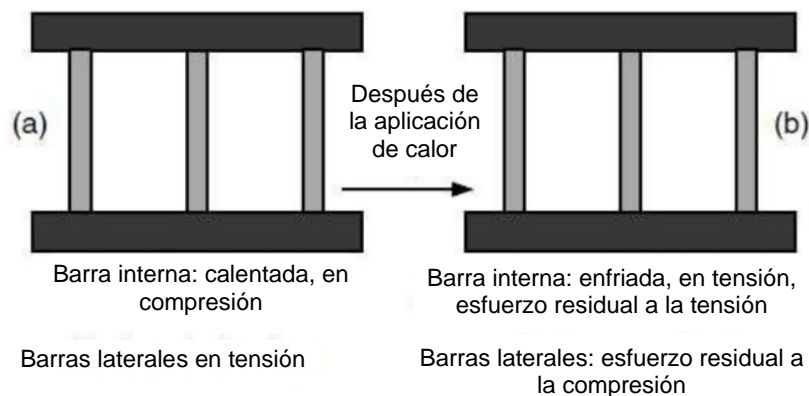 (a)
Después de
la aplicación
de calor
(b)
Barra interna: calentada, en
compresión
Barras laterales en tensión
Barra interna: enfriada, en tensión,
esfuerzo residual a la tensión
Barras laterales: esfuerzo residual a
la compresión